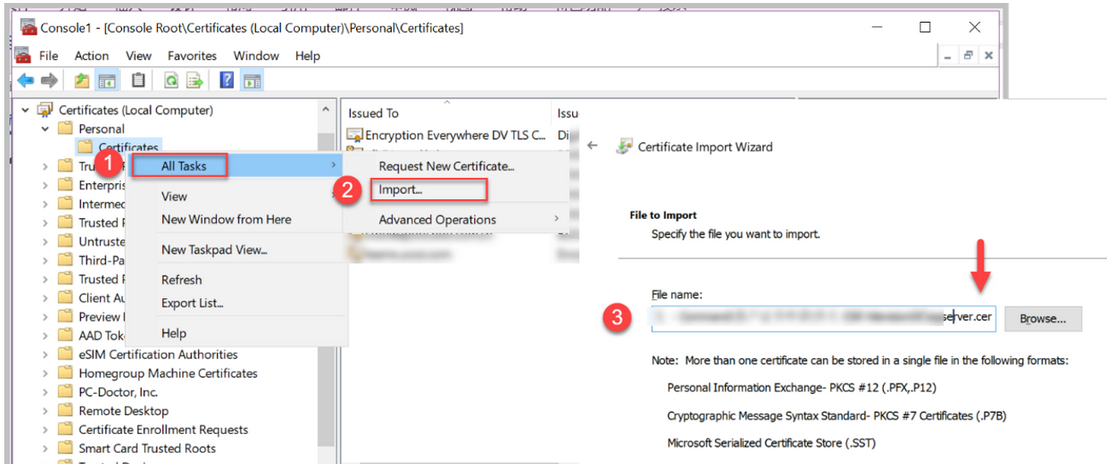 Console1 - [Console Root\Certificates (Local Computer)\Personal\Certificates]
File Action View Favorites Window Help
Certificates (Local Computer)
Personal
Certificates
Enterpris
Intermed
Trusted
Untruste
Third-Pa
Trusted
Client Au
Preview
AAD Tok
eSIM Certification Authorities
Homegroup Machine Certificates
PC-Doctor, Inc.
Remote Desktop
Certificate Enrollment Requests
Smart Card Trusted Roots
1
All Tasks
View
New Window from Here
New Taskpad View...
Refresh
Export List...
Help
Issued To Issu
Encryption Everywhere DV TLS C... Dig
Request New Certificate...
2
Import...
Advanced Operations
Certificate Import Wizard
File to Import
Specify the file you want to import.
File name:
3
server.cer
Browse...
Note: More than one certificate can be stored in a single file in the following formats:
Personal Information Exchange- PKCS #12 (.PFX,.P12)
Cryptographic Message Syntax Standard- PKCS #7 Certificates (.P7B)
Microsoft Serialized Certificate Store (.SST)